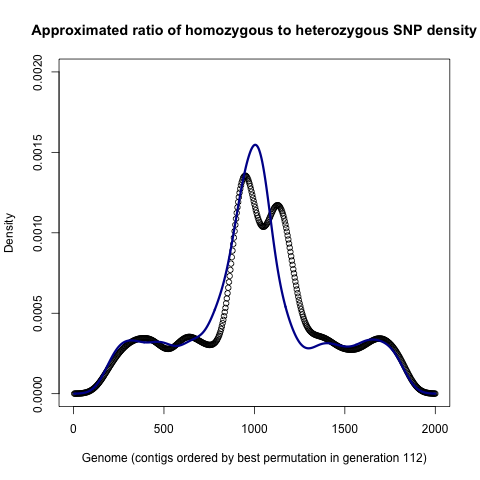 Approximated ratio of homozygous to heterozygous SNP density
0.0020
0.0015
0.0010
0.0005
0.0000
Density
0 500 1000 1500 2000
Genome (contigs ordered by best permutation in generation 112)